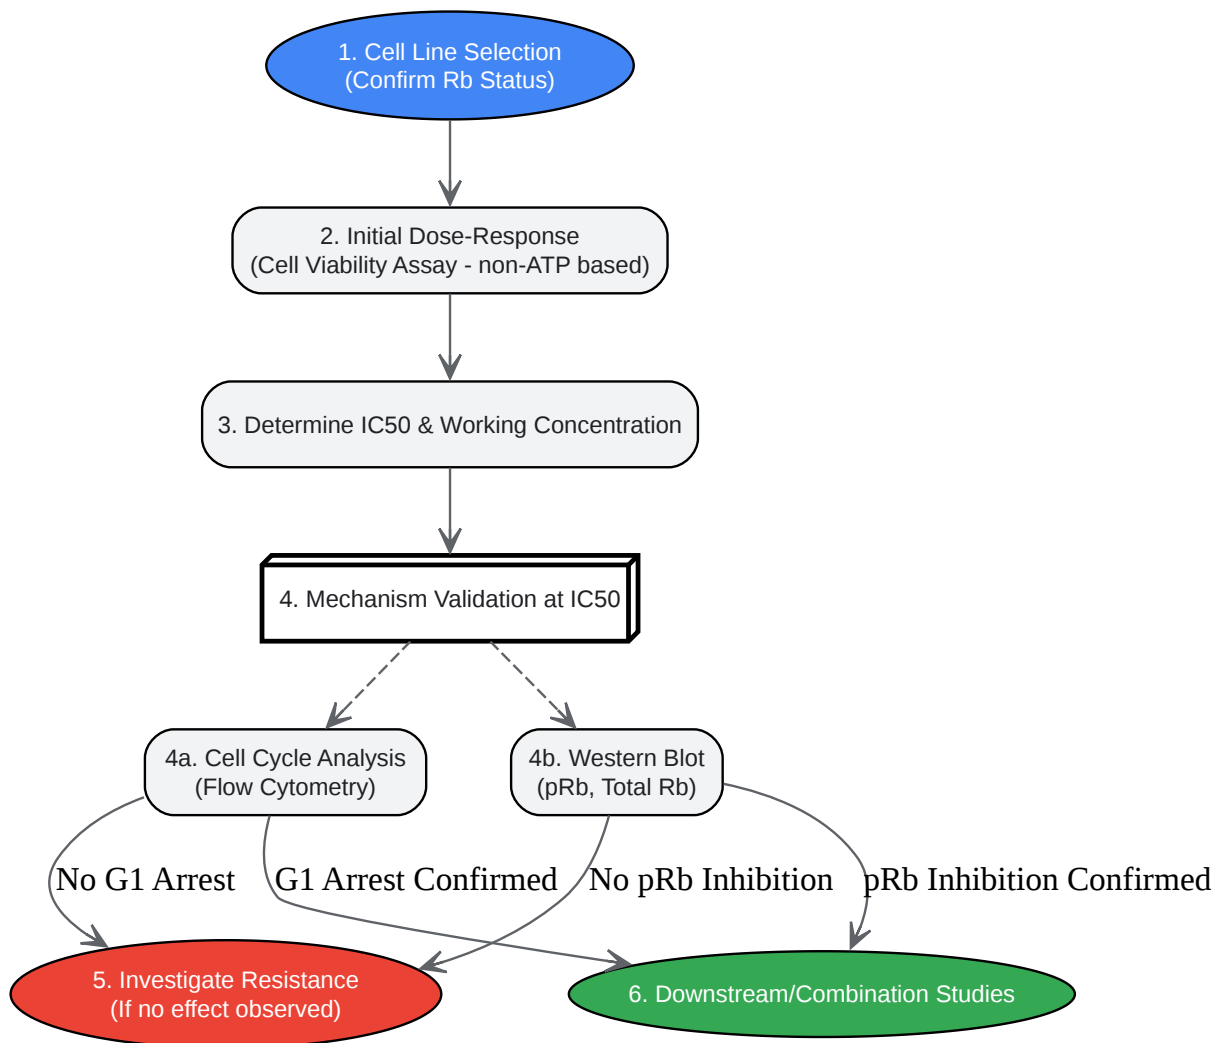 1. Cell Line Selection
(Confirm Rb Status)
2. Initial Dose-Response
(Cell Viability Assay - non-ATP based)
3. Determine IC50 & Working Concentration
4. Mechanism Validation at IC50
4a. Cell Cycle Analysis
(Flow Cytometry)
4b. Western Blot
(pRb, Total Rb)
No G1 Arrest
G1 Arrest Confirmed
No pRb Inhibition
pRb Inhibition Confirmed
5. Investigate Resistance
(If no effect observed)
6. Downstream/Combination Studies